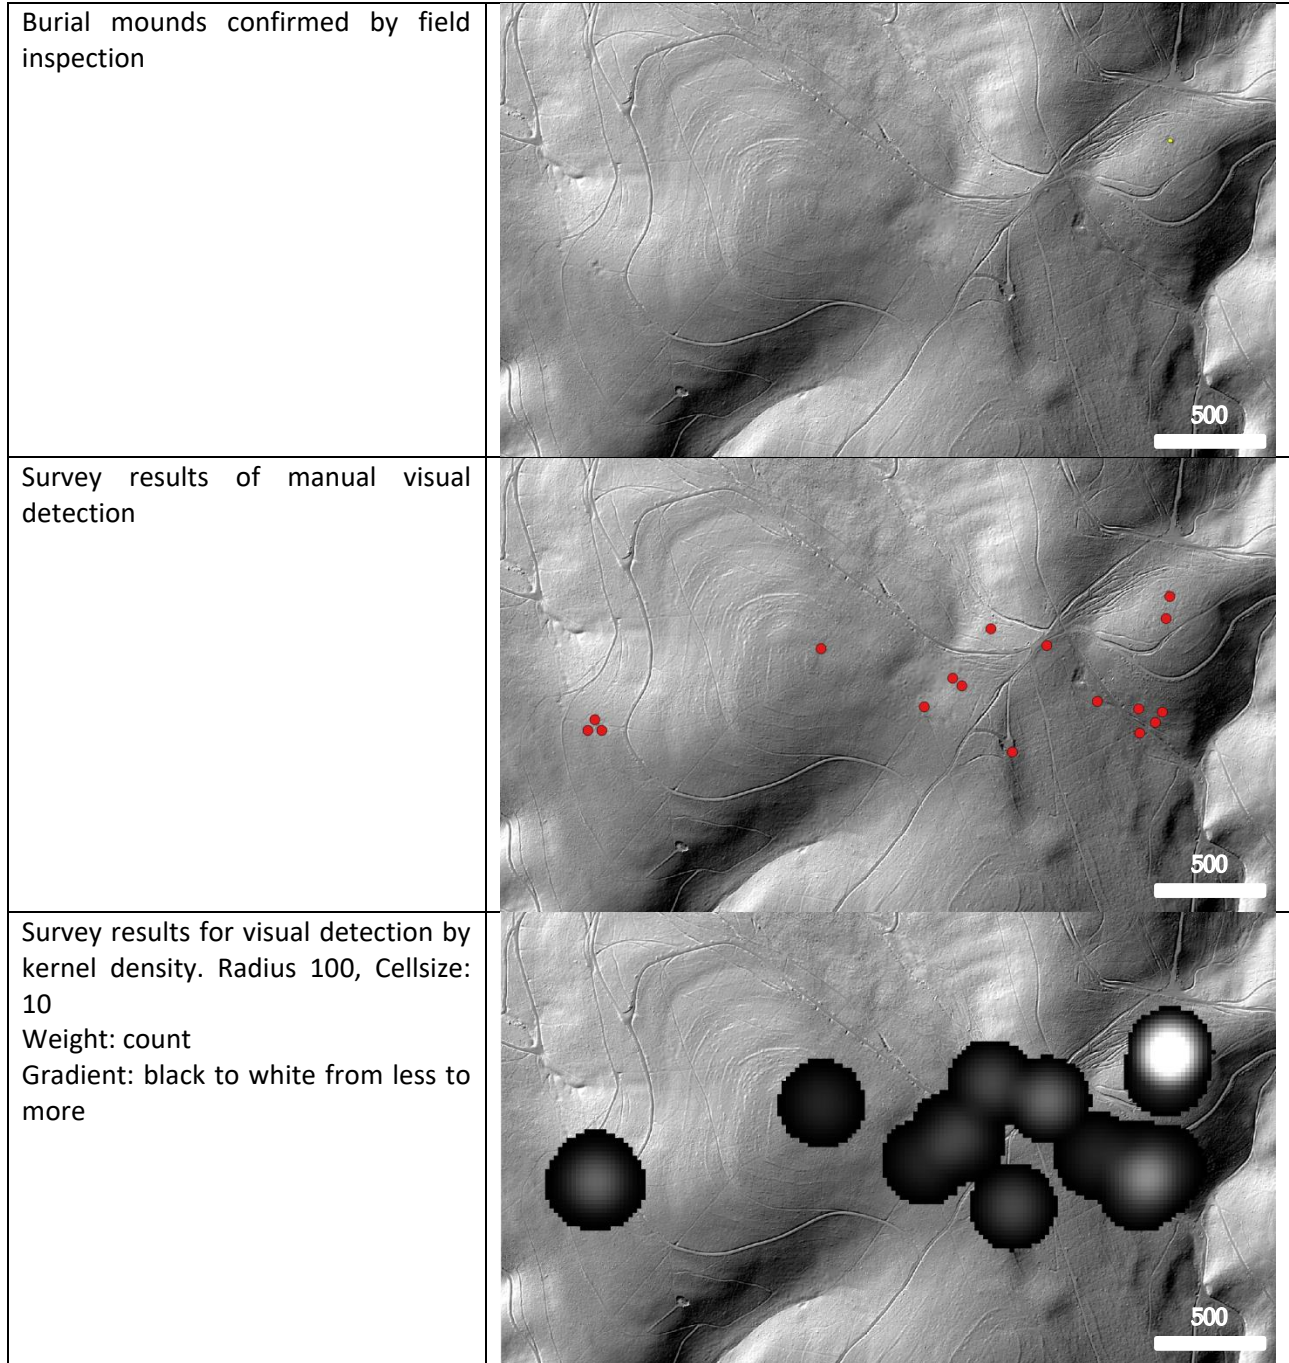 Burial mounds confirmed by field
inspection
500
Survey results of manual visual
detection
500
Survey results for visual detection by
kernel density. Radius 100, Cellsize:
10
Weight: count
Gradient: black to white from less to
more
500